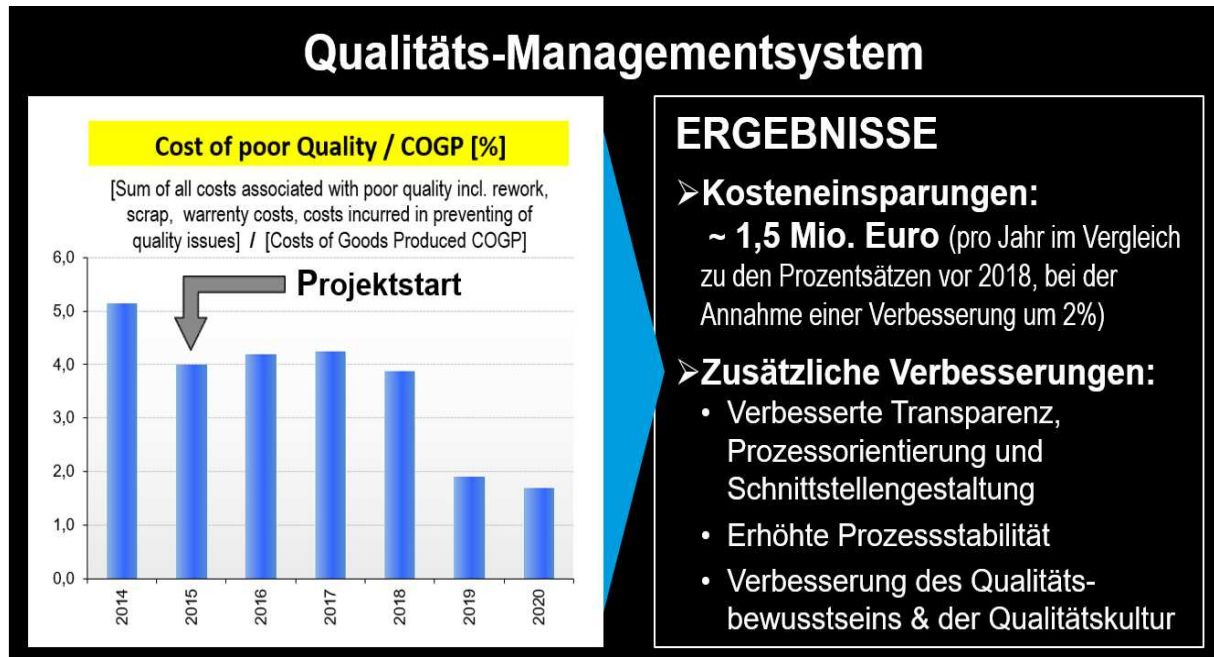 Qualitäts-Managementsystem
Cost of poor Quality / COGP [%]
[Sum of all costs associated with poor quality incl. rework,
scrap, warrenty costs, costs incurred in preventing of
quality issues] / [Costs of Goods Produced COGP]
6,0
5,0
4,0
3,0
2,0
1,0
0,0
Projektstart
2014
2015
2016
2017
2018
2019
2020
ERGEBNISSE
➢Kosteneinsparungen:
~ 1,5 Mio. Euro (pro Jahr im Vergleich
zu den Prozentsätzen vor 2018, bei der
Annahme einer Verbesserung um 2%)
➢Zusätzliche Verbesserungen:
• Verbesserte Transparenz,
Prozessorientierung und
Schnittstellengestaltung
• Erhöhte Prozessstabilität
• Verbesserung des Qualitäts-
bewusstseins & der Qualitätskultur